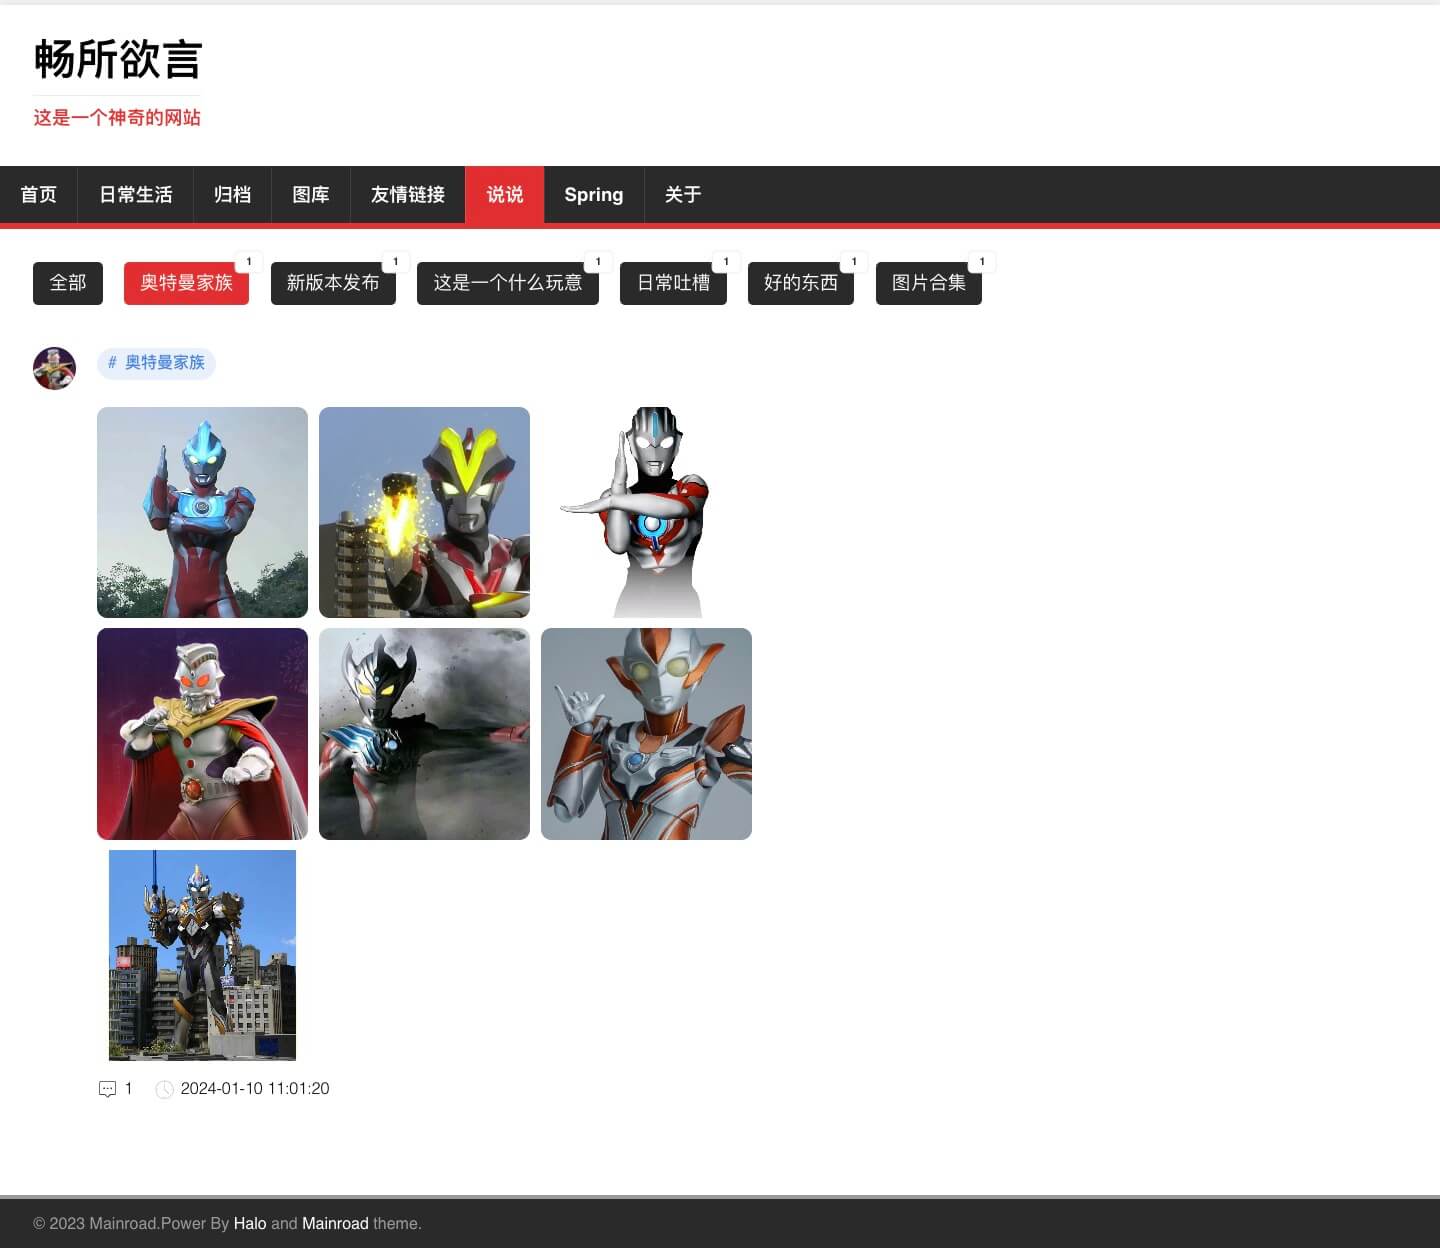 畅所欲言
这是一个神奇的网站
首页 日常生活 归档 图库 友情链接 说说 Spring 关于
全部 奥特曼家族 1 新版本发布 1 这是一个什么玩意 1 日常吐槽 1 好的东西 1 图片合集 1
# 奥特曼家族
1 2024-01-10 11:01:20
© 2023 Mainroad.Power By Halo and Mainroad theme.